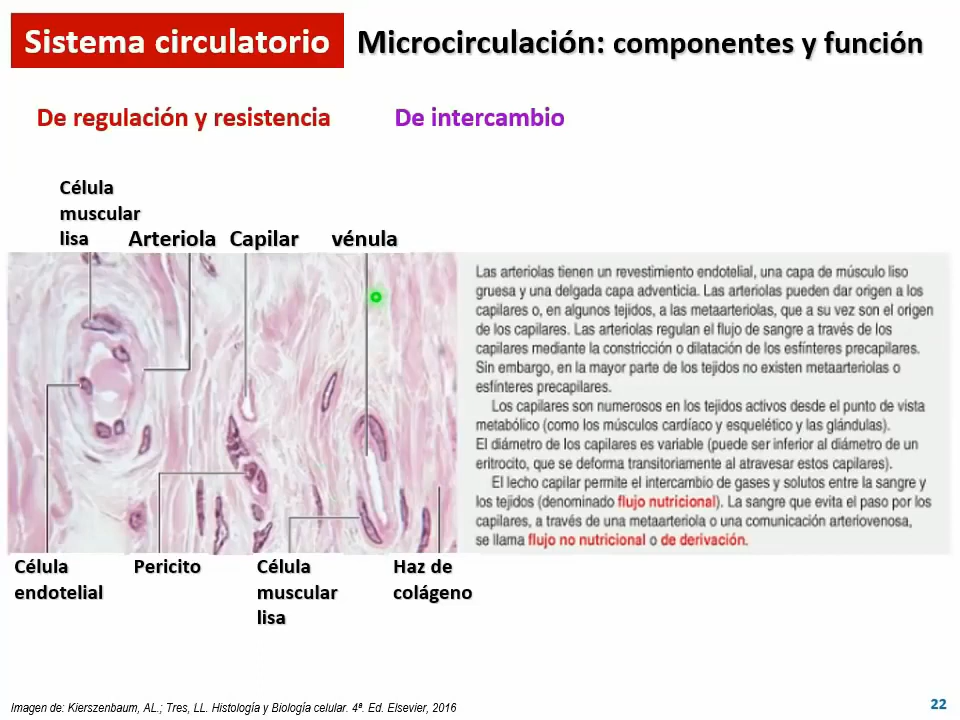 Sistema circulatorio
Microcirculación: componentes y función
De regulación y resistencia
De intercambio
Célula
muscular
lisa
Arteriola
Capilar
vénula
Las arteriolas tienen un revestimiento endotelial, una capa de músculo liso
gruesa y una delgada capa adventicia. Las arteriolas pueden dar origen a los
capilares o, en algunos tejidos, a las metaarteriolas, que a su vez son el origen
de los capilares. Las arteriolas regulan el flujo de sangre a través de los
capilares mediante la constricción o dilatación de los esfínteres precapilares.
Sin embargo, en la mayor parte de los tejidos no existen metaarteriolas o
esfínteres precapilares.
Los capilares son numerosos en los tejidos activos desde el punto de vista
metabólico (como los músculos cardíaco y esquelético y las glándulas).
El diámetro de los capilares es variable (puede ser inferior al diámetro de un
eritrocito, que se deforma transitoriamente al atravesar estos capilares).
El lecho capilar permite el intercambio de gases y solutos entre la sangre y
los tejidos (denominado flujo nutricional). La sangre que evita el paso por los
capilares, a través de una metaarteriola o una comunicación arteriovenosa,
se llama flujo no nutricional o de derivación.
Célula
endotelial
Pericito
Célula
muscular
lisa
Haz de
colágeno
Imagen de: Kierszenbaum, AL.; Tres, LL. Histología y Biología celular. 4ª. Ed. Elsevier, 2016
22